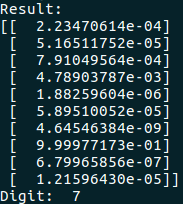 Result:
[[  2.23470614e-04]
 [  5.16511752e-05]
 [  7.91049564e-04]
 [  4.78903787e-03]
 [  1.88259604e-06]
 [  5.89510052e-05]
 [  4.64546384e-09]
 [  9.99977173e-01]
 [  6.79965856e-07]
 [  1.21596430e-05]]
Digit:  7